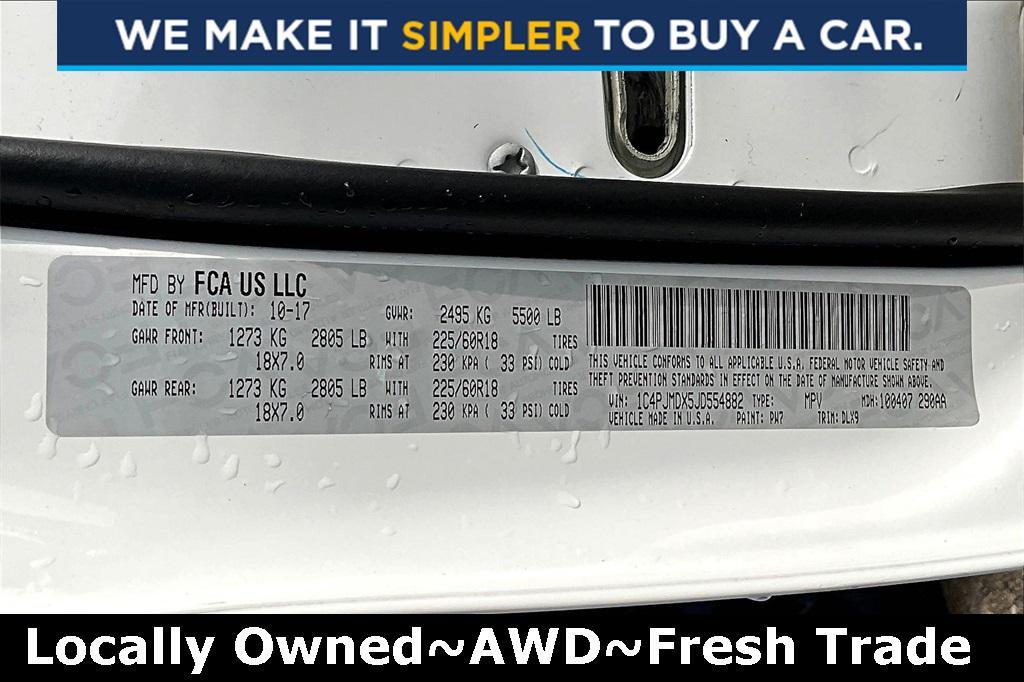 WE MAKE IT SIMPLER TO BUY A CAR.
MFD BY FCA US LLC
DATE OF MFR(BUILT): 10-17 GVWR: 2495 KG 5500 LB
GAWR FRONT: 1273 KG 2805 LB WITH 225/60R18 TIRES
18X7.0 RIMS AT 230 KPA ( 33 PSI) COLD
GAWR REAR: 1273 KG 2805 LB WITH 225/60R18 TIRES
18X7.0 RIMS AT 230 KPA ( 33 PSI) COLD
THIS VEHICLE CONFORMS TO ALL APPLICABLE U.S.A. FEDERAL MOTOR VEHICLE SAFETY AND
THEFT PREVENTION STANDARDS IN EFFECT ON THE DATE OF MANUFACTURE SHOWN ABOVE.
VIN: 1C4PJMDX5JD554882 TYPE: MPV MDH:100407 290AA
VEHICLE MADE IN U.S.A. PAINT: PW7 TRIM: DLX9
Locally Owned~AWD~Fresh Trade